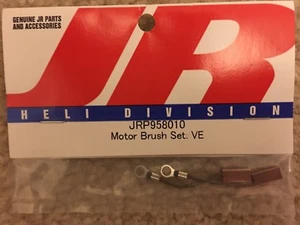 GENUINE JR PARTS
AND ACCESSORIES
JR
HELI DIVISION
JRP958010
Motor Brush Set. VE